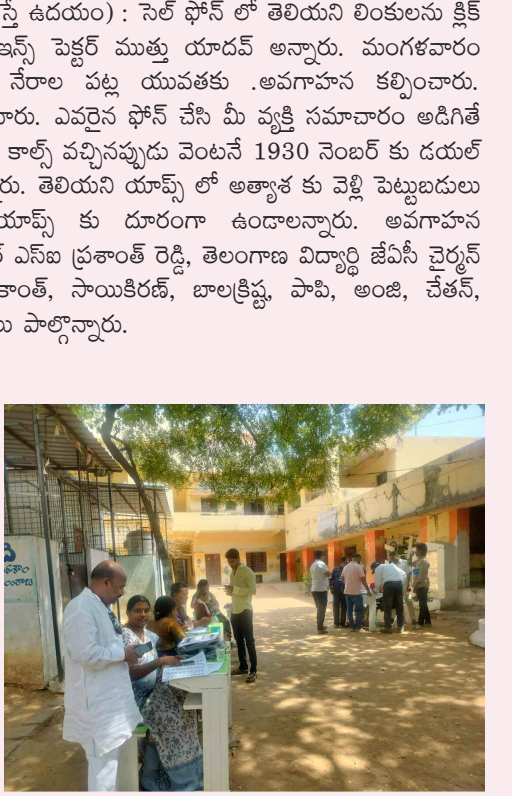 స్తే ఉదయం) : సెల్ ఫోన్ లో తెలియని లింకులను క్లిక్
ఇన్స్ పెక్టర్ ముత్తు యాదవ్ అన్నారు. మంగళవారం
నేరాల పట్ల యువతకు .అవగాహన కల్పించారు.
ారు. ఎవరైన ఫోన్ చేసి మీ వ్యక్తి సమాచారం అడిగితే
కాల్స్ వచ్చినప్పుడు వెంటనే 1930 నెంబర్ కు డయల్
రు. తెలియని యాప్స్ లో అత్యాశ కు వెళ్లి పెట్టుబడులు
యాప్స్ కు దూరంగా ఉండాలన్నారు. అవగాహన
ఎస్ఐ ప్రశాంత్ రెడ్డి, తెలంగాణ విద్యార్థి జేఏసీ చైర్మన్
కాంత్, సాయికిరణ్, బాలక్రిష్ట, పాపి, అంజి, చేతన్,
లు పాల్గొన్నారు.